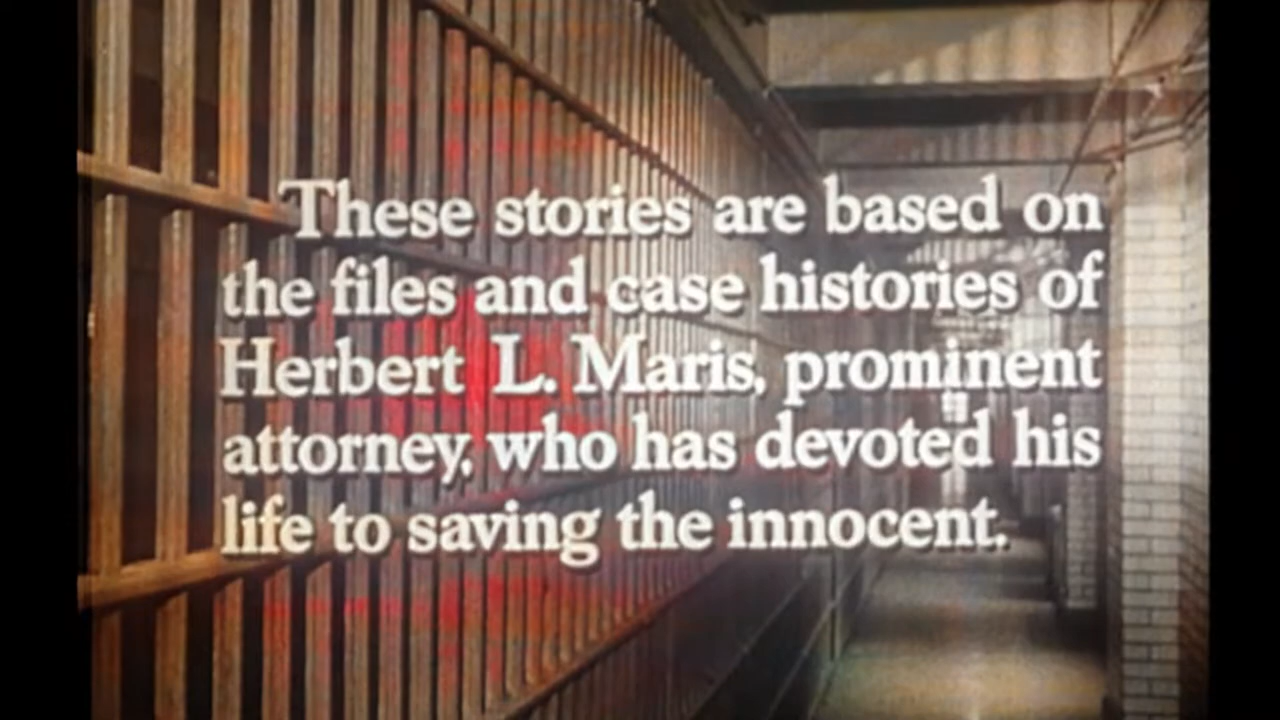 These stories are based on
the files and case histories of
Herbert L. Maris, prominent
attorney, who has devoted his
life to saving the innocent.